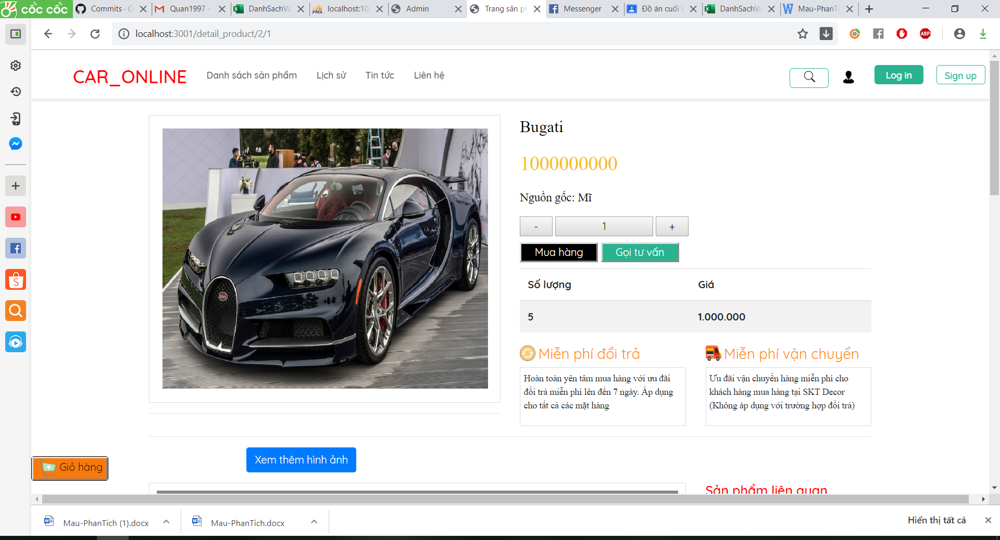 cốc cốc
Commits · Q
Quan1997 -
DanhSachVa
localhost:10
Admin
Trang sản ph
Messenger
Đồ án cuối k
DanhSachVa
Mau-PhanTi
localhost:3001/detail_product/2/1
ABP
CAR_ONLINE
Danh sách sản phẩm
Lịch sử
Tin tức
Liên hệ
Log in
Sign up
Bugati
1000000000
Nguồn gốc: Mĩ
-
1
+
Mua hàng
Gọi tư vấn
Số lượng
Giá
5
1.000.000
Miễn phí đổi trả
Miễn phí vận chuyển
Hoàn toàn yên tâm mua hàng với ưu đãi
đổi trả miễn phí lên đến 7 ngày. Áp dụng
cho tất cả các mặt hàng
Ưu đãi vận chuyển hàng miễn phí cho
khách hàng mua hàng tại SKT Decor
(Không áp dụng với trường hợp đổi trả)
Xem thêm hình ảnh
Giỏ hàng
Sản phẩm liên quan
Mau-PhanTich (1).docx
Mau-PhanTich.docx
Hiển thị tất cả